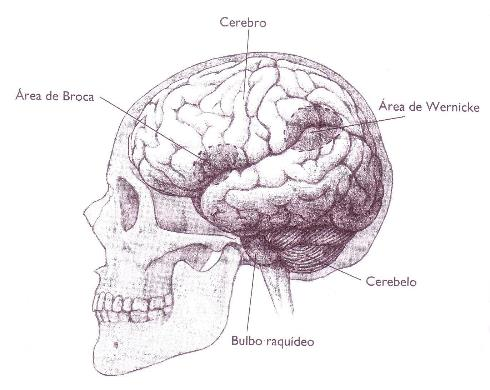 Cerebro
Área de Broca
Área de Wernicke
Cerebelo
Bulbo raquídeo